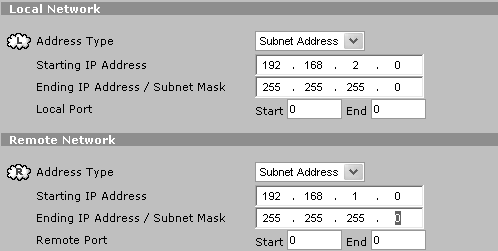 Local Network
L Address Type Subnet Address
Starting IP Address 192 . 168 . 2 . 0
Ending IP Address / Subnet Mask 255 . 255 . 255 . 0
Local Port Start 0 End 0
Remote Network
R Address Type Subnet Address
Starting IP Address 192 . 168 . 1 . 0
Ending IP Address / Subnet Mask 255 . 255 . 255 . 0
Remote Port Start 0 End 0